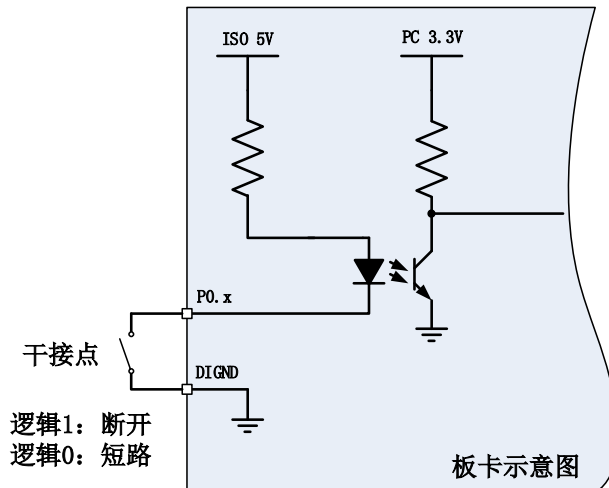 ISO 5V
PC 3.3V
P0.x
干接点
DIGND
逻辑1: 断开
逻辑0: 短路
板卡示意图